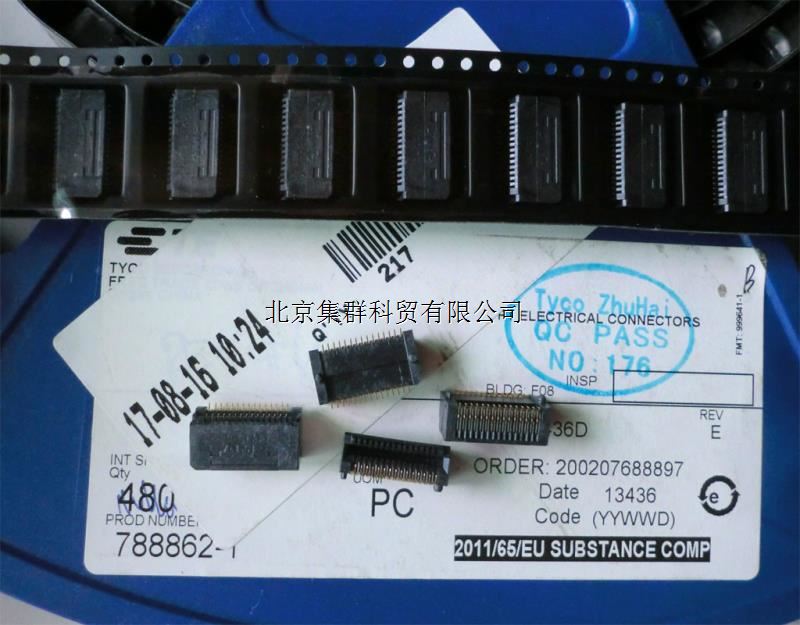 TYCO
217
北京集群科贸有限公司
17-08-16 10:24
ELECTRICAL CONNECTORS
Tyco ZhuHai
QC PASS
NO:176
B
FMT: 999641-1
BLDG: F08
INSP
36D
REV
E
INT
Qty
480
UOM
PC
ORDER: 200207688897
Date 13436
Code (YYWWD)
e
PROD NUMBE
788862-1
2011/65/EU SUBSTANCE COMP